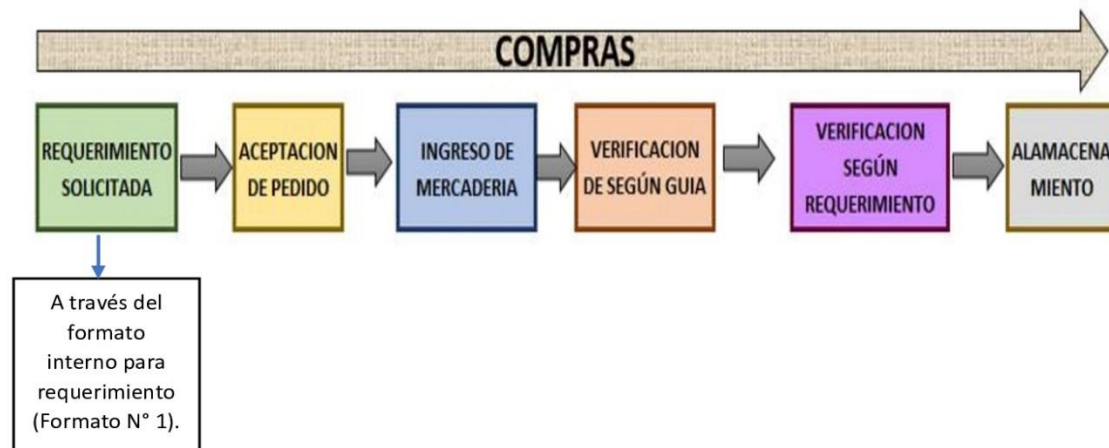 COMPRAS
REQUERIMIENTO
SOLICITADA
ACEPTACION
DE PEDIDO
INGRESO DE
MERCADERIA
VERIFICACION
DE SEGÚN GUIA
VERIFICACION
SEGÚN
REQUERIMIENTO
ALAMACENA
MIENTO
A través del
formato
interno para
requerimiento
(Formato N° 1).